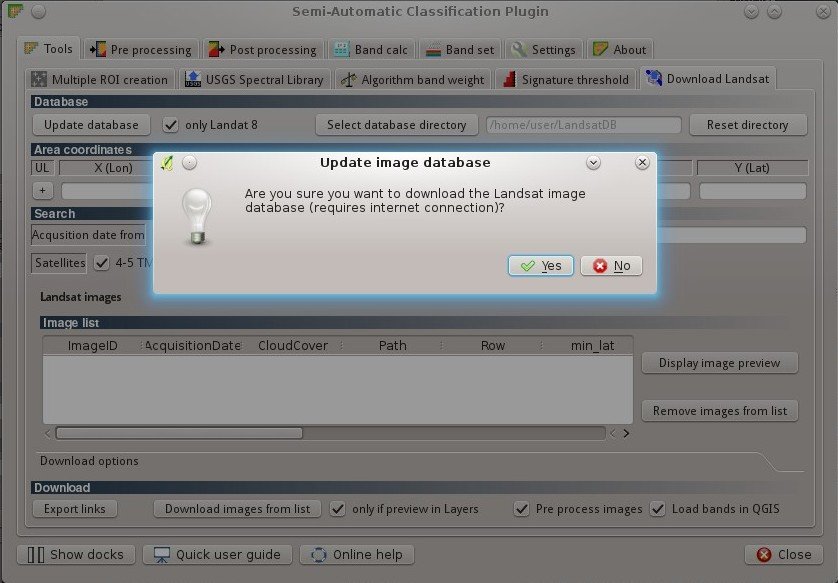 Semi-Automatic Classification Plugin
Tools Pre processing Post processing Band calc Band set Settings About
Multiple ROI creation USGS Spectral Library Algorithm band weight Signature threshold Download Landsat
Database
Update database only Landat 8 Select database directory /home/user/LandsatDB Reset directory
Area coordinates
UL X (Lon) Y (Lat)
+
Update image database
Are you sure you want to download the Landsat image
database (requires internet connection)?
Yes No
Search
Acqusition date from
Satellites 4-5 TM
Landsat images
Image list
ImageID AcquisitionDate CloudCover Path Row min_lat
Display image preview
Remove images from list
Download options
Download
Export links Download images from list only if preview in Layers Pre process images Load bands in QGIS
Show docks Quick user guide Online help Close